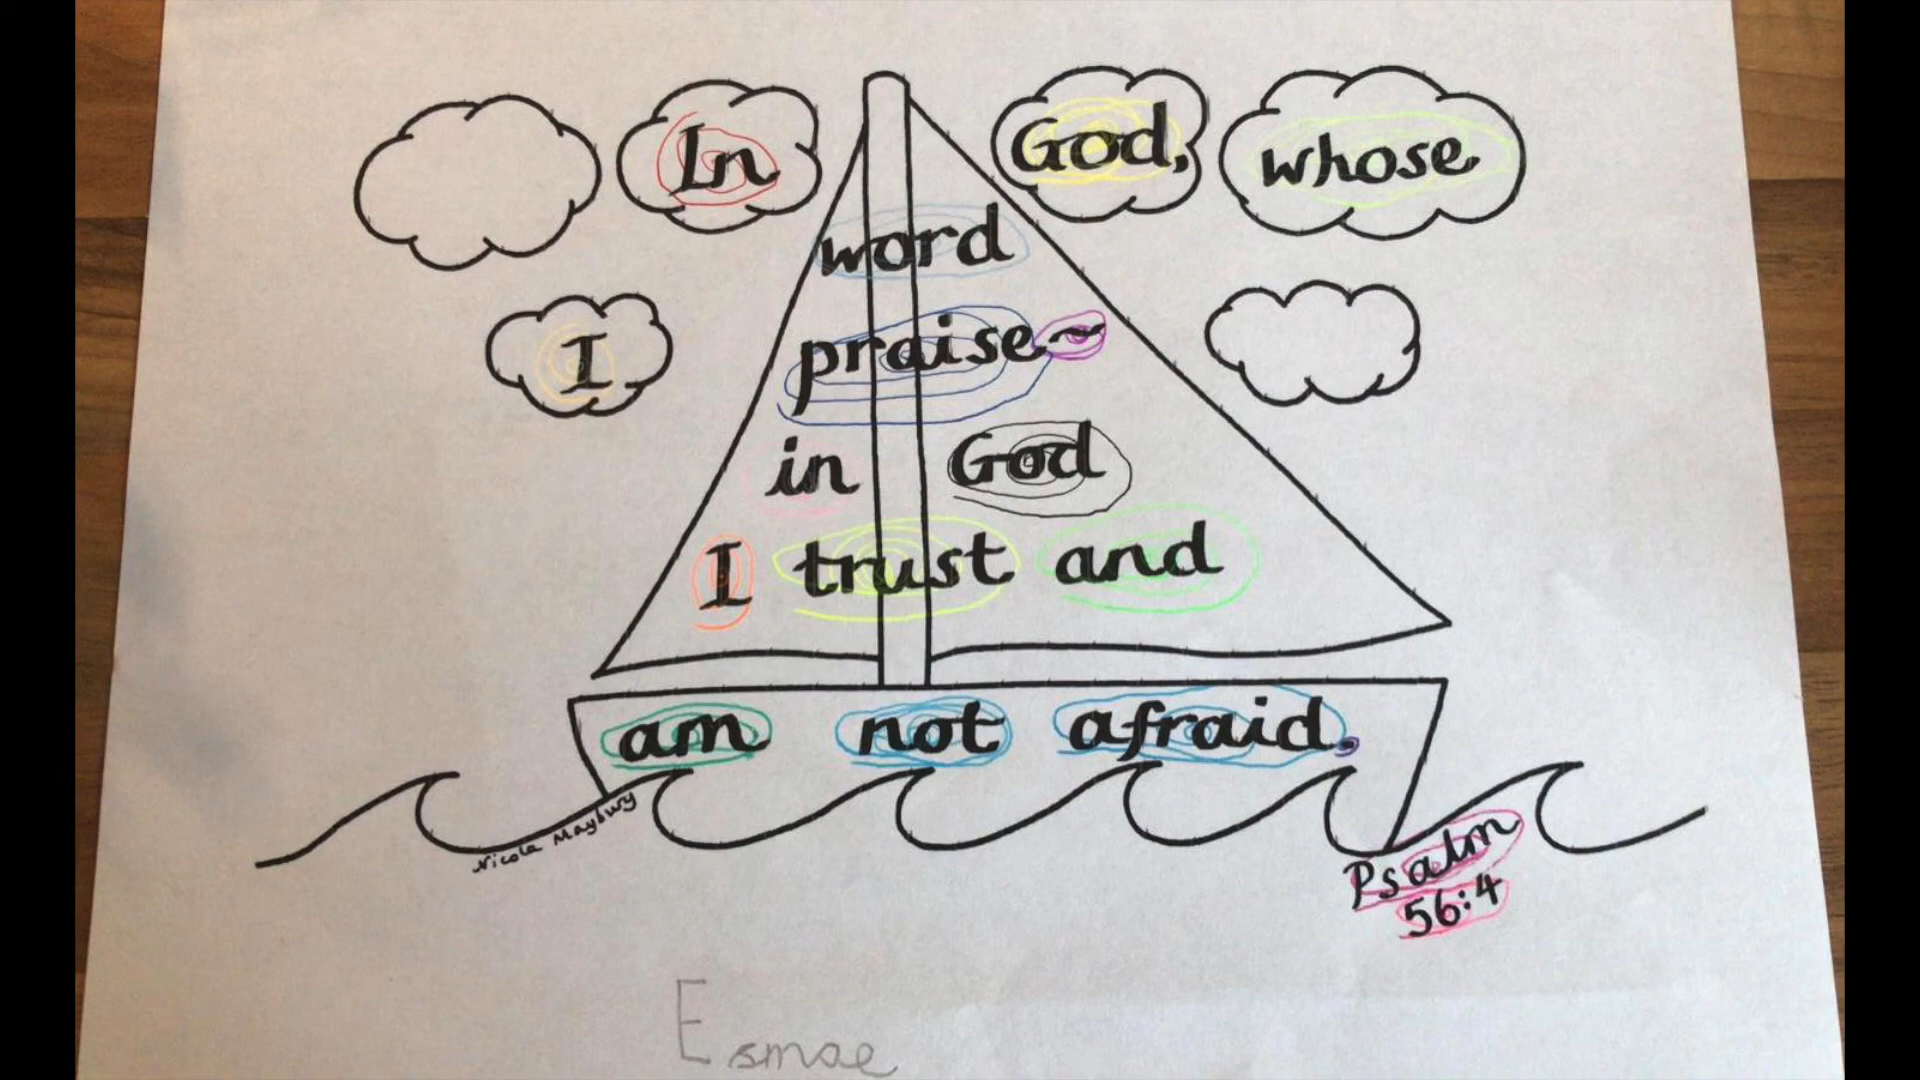 In God, whose
I word
praise~
in God
I trust and
am not afraid.
Nicola Maybury
Psalm
56:4
Esmae